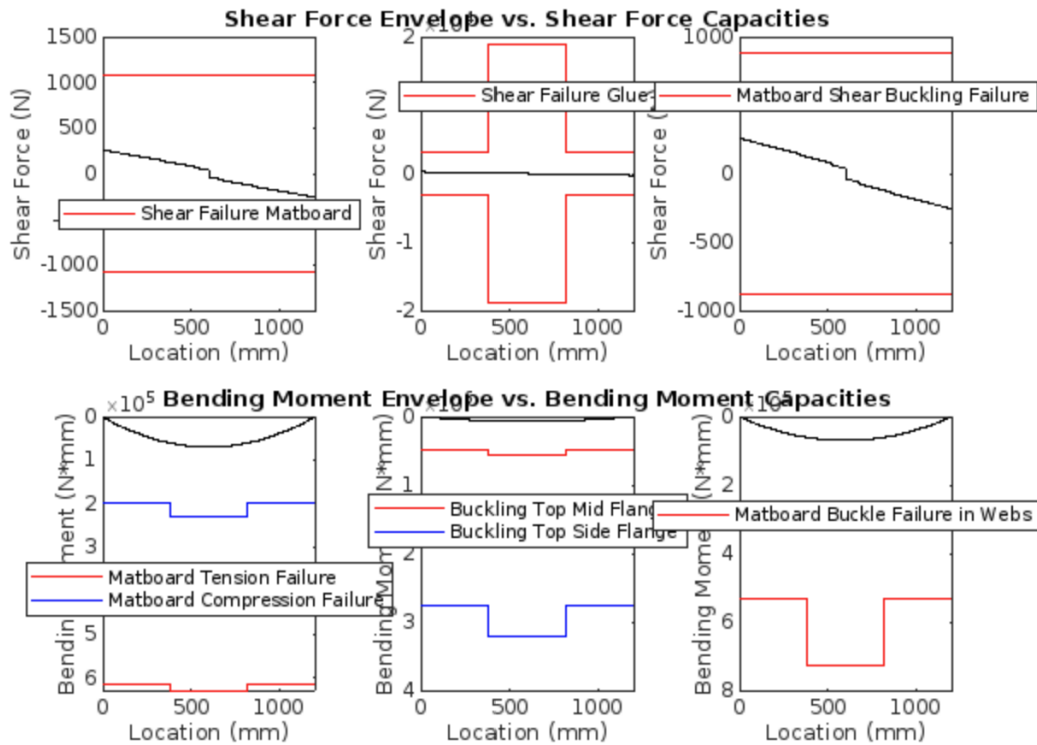 Shear Force Envelope vs. Shear Force Capacities
1500
1000
500
0
-1000
-1500
Shear Force (N)
Shear Failure Matboard
0 500 1000
Location (mm)
2
0
-1
-2
Shear Force (N)
Shear Failure Glue
0 500 1000
Location (mm)
1000
0
-500
-1000
Shear Force
Matboard Shear Buckling Failure
0 500 1000
Location (mm)
Bending Moment Envelope vs. Bending Moment Capacities
×10^5
0
1
2
3
5
6
Matboard Tension Failure
Matboard Compression Failure
0 500 1000
Location (mm)
0
1
2
3
4
Buckling Top Mid
Buckling Top Side Flange
0 500 1000
Location (mm)
0
2
4
6
8
Matboard Buckle Failure in Webs
0 500 1000
Location (mm)